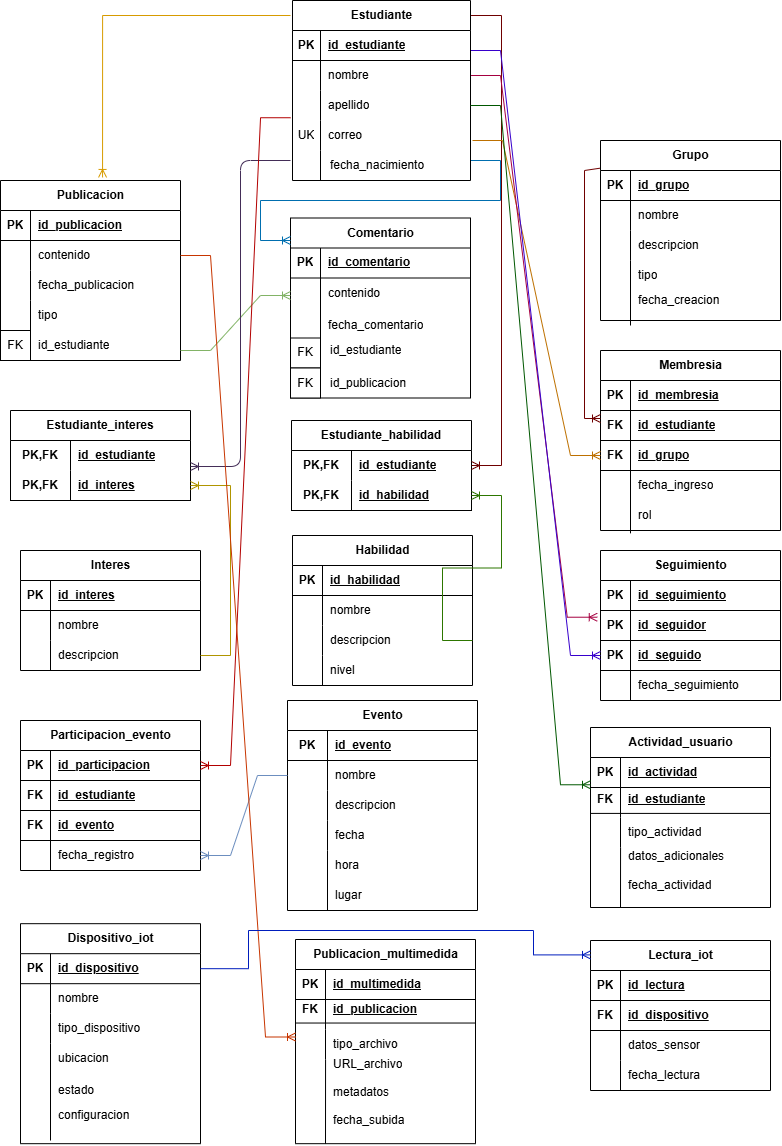 Estudiante
PK id_estudiante
nombre
apellido
UK correo
fecha_nacimiento
Publicacion
PK id_publicacion
contenido
fecha_publicacion
tipo
FK id_estudiante
Comentario
PK id_comentario
contenido
fecha_comentario
FK id_estudiante
FK id_publicacion
Grupo
PK id_grupo
nombre
descripcion
tipo
fecha_creacion
Membresia
PK id_membresia
FK id_estudiante
FK id_grupo
fecha_ingreso
rol
Estudiante_interes
PK,FK id_estudiante
PK,FK id_interes
Estudiante_habilidad
PK,FK id_estudiante
PK,FK id_habilidad
Interes
PK id_interes
nombre
descripcion
Habilidad
PK id_habilidad
nombre
descripcion
nivel
Seguimiento
PK id_seguimiento
PK id_seguidor
PK id_seguido
fecha_seguimiento
Participacion_evento
PK id_participacion
FK id_estudiante
FK id_evento
fecha_registro
Evento
PK id_evento
nombre
descripcion
fecha
hora
lugar
Actividad_usuario
PK id_actividad
FK id_estudiante
tipo_actividad
datos_adicionales
fecha_actividad
Dispositivo_iot
PK id_dispositivo
nombre
tipo_dispositivo
ubicacion
estado
configuracion
Publicacion_multimedida
PK id_multimedida
FK id_publicacion
tipo_archivo
URL_archivo
metadatos
fecha_subida
Lectura_iot
PK id_lectura
FK id_dispositivo
datos_sensor
fecha_lectura